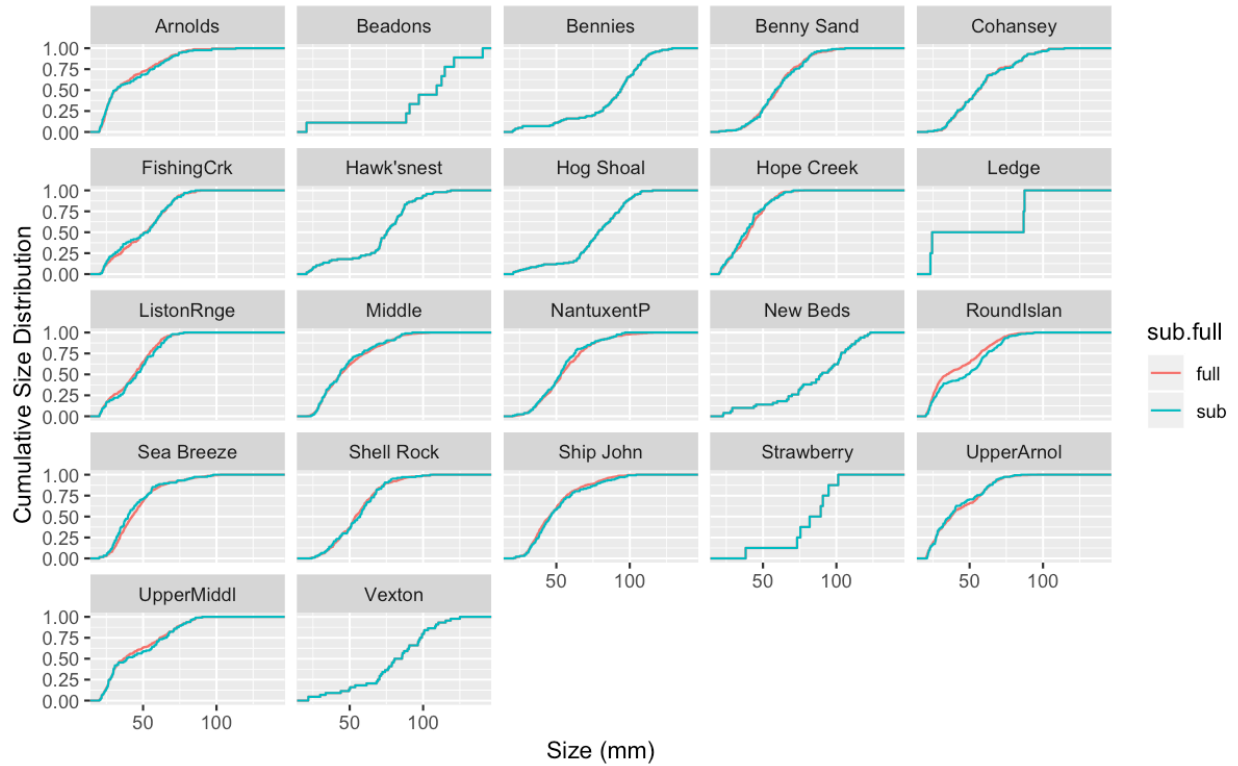 Arnolds Beadons Bennies Benny Sand Cohansey
1.00
0.75
0.50
0.25
0.00
FishingCrk Hawk'snest Hog Shoal Hope Creek Ledge
1.00
0.75
0.50
0.25
0.00
ListonRnge Middle NantuxentP New Beds RoundIslan
1.00
0.75
0.50
0.25
0.00
Sea Breeze Shell Rock Ship John Strawberry UpperArnol
1.00
0.75
0.50
0.25
0.00
50 100 50 100 50 100
UpperMiddl Vexton
1.00
0.75
0.50
0.25
0.00
50 100 50 100
Size (mm)
Cumulative Size Distribution
sub.full
full
sub